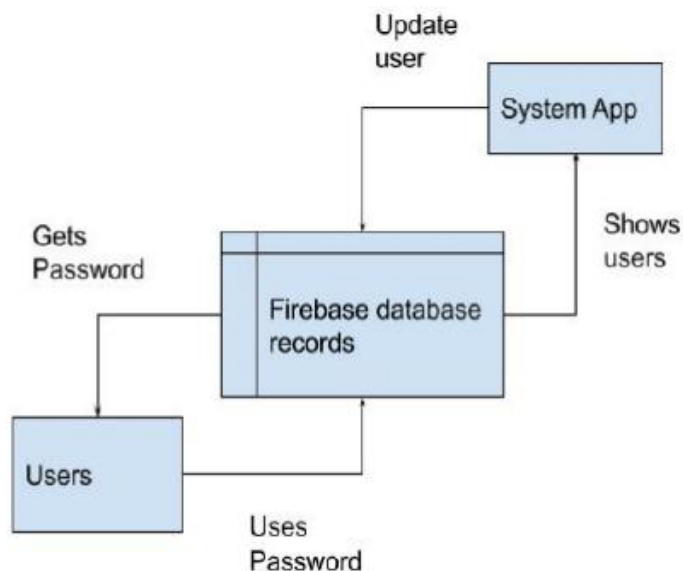 Update
user
System App
Gets
Password
Shows
users
Firebase database
records
Users
Uses
Password